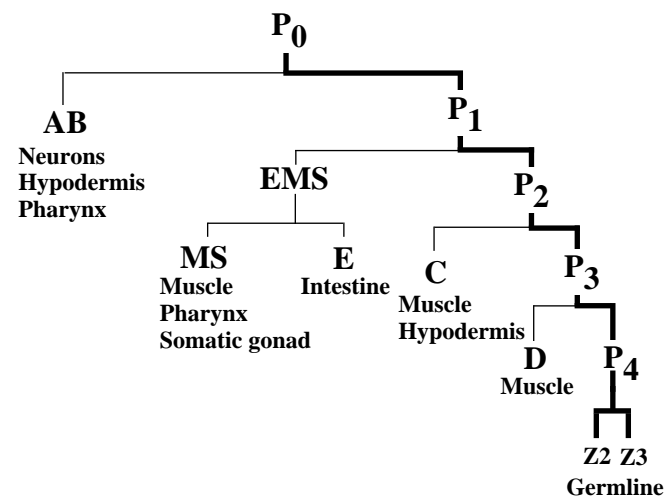 P0
AB
P1
Neurons
Hypodermis
Pharynx
EMS
P2
MS
E
C
P3
Muscle
Pharynx
Somatic gonad
Intestine
Muscle
Hypodermis
D
P4
Muscle
Z2 Z3
Germline